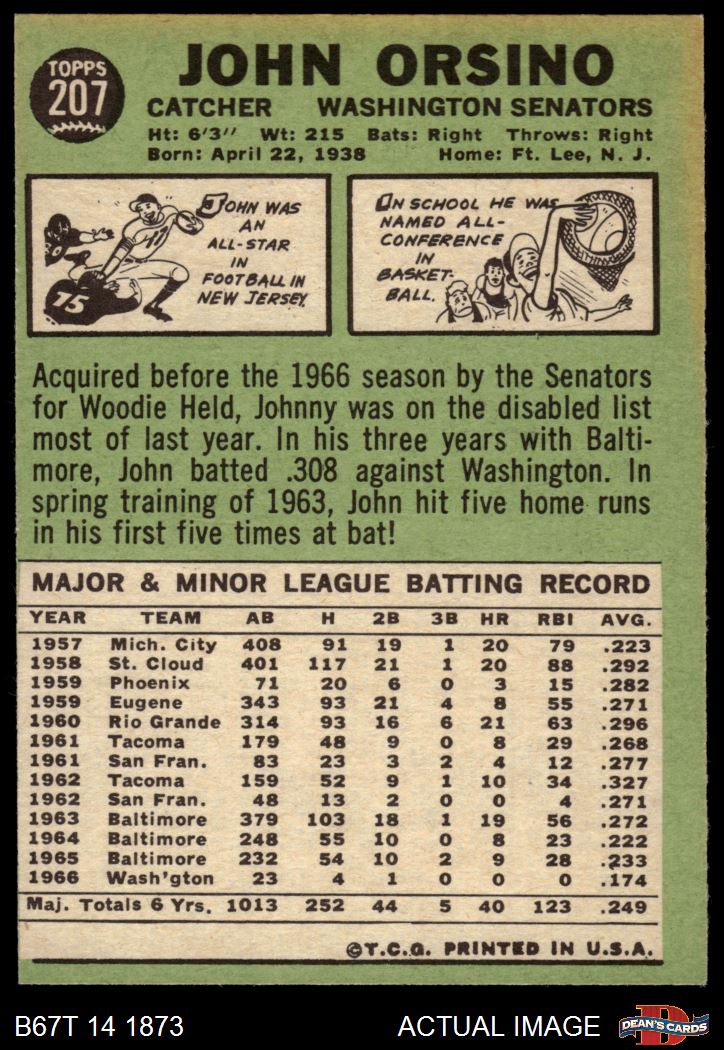 TOPPS
207
JOHN ORSINO
CATCHER WASHINGTON SENATORS
Ht: 6'3" Wt: 215 Bats: Right Throws: Right
Born: April 22, 1938 Home: Ft. Lee, N. J.
JOHN WAS
AN
ALL-STAR
IN
FOOTBALL IN
NEW JERSEY.
15
IN SCHOOL HE WAS
NAMED ALL-
CONFERENCE
IN
BASKET-
BALL.
Acquired before the 1966 season by the Senators
for Woodie Held, Johnny was on the disabled list
most of last year. In his three years with Balti-
more, John batted .308 against Washington. In
spring training of 1963, John hit five home runs
in his first five times at bat!
MAJOR & MINOR LEAGUE BATTING RECORD
YEAR TEAM AB H 2B 3B HR RBI AVG.
1957 Mich. City 408 91 19 1 20 79 .223
1958 St. Cloud 401 117 21 1 20 88 .292
1959 Phoenix 71 20 6 0 3 15 .282
1959 Eugene 343 93 21 4 8 55 .271
1960 Rio Grande 314 93 16 6 21 63 .296
1961 Tacoma 179 48 9 0 8 29 .268
1961 San Fran. 83 23 3 2 4 12 .277
1962 Tacoma 159 52 9 1 10 34 .327
1962 San Fran. 48 13 2 0 0 4 .271
1963 Baltimore 379 103 18 1 19 56 .272
1964 Baltimore 248 55 10 0 8 23 .222
1965 Baltimore 232 54 10 2 9 28 .233
1966 Wash'gton 23 4 1 0 0 0 .174
Maj. Totals 6 Yrs. 1013 252 44 5 40 123 .249
©T.C.G. PRINTED IN U.S.A.
B67T 14 1873 ACTUAL IMAGE
D
DEAN'S CARDS